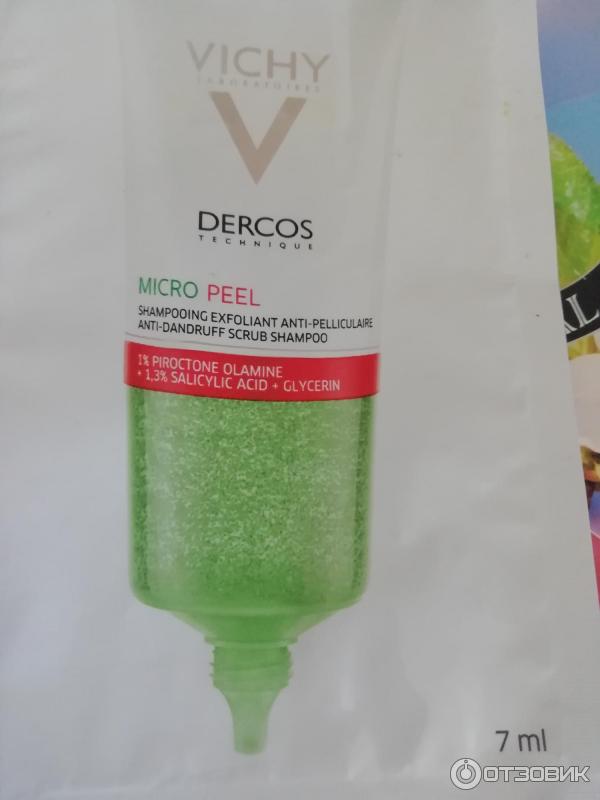 VICHY
LABORATOIRES
V
DERCOS
TECHNIQUE
MICRO PEEL
SHAMPOOING EXFOLIANT ANTI-PELLICULAIRE
ANTI-DANDRUFF SCRUB SHAMPOO
1% PIROCTONE OLAMINE
+ 1,3% SALICYLIC ACID + GLYCERIN
AL
7 ml
ОТЗОВИК